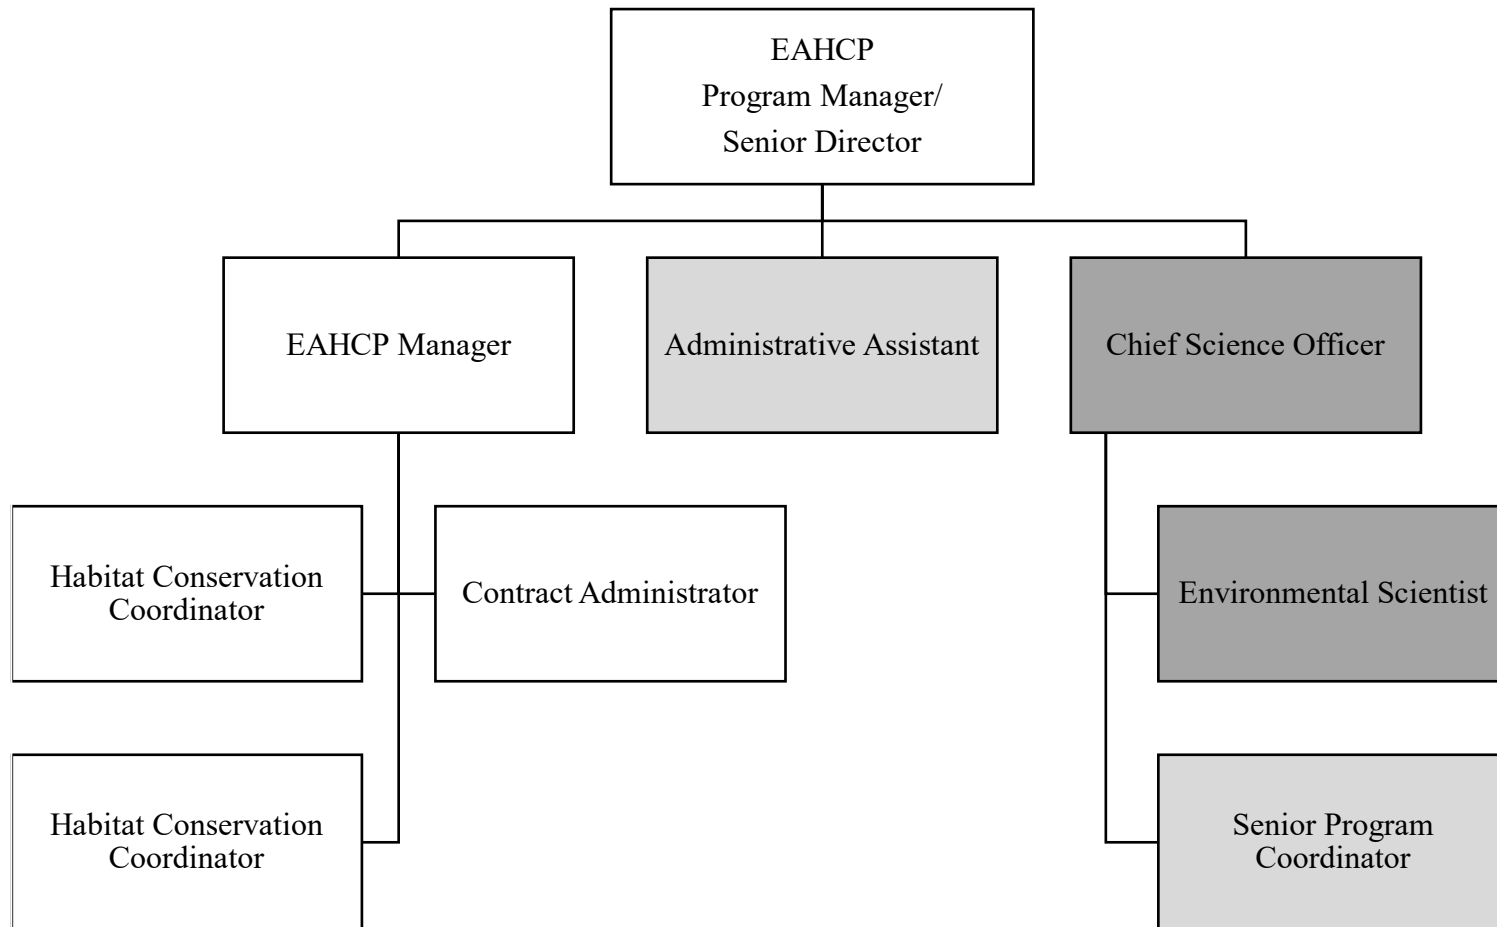 EAHCP
Program Manager/
Senior Director
EAHCP Manager
Administrative Assistant
Chief Science Officer
Habitat Conservation
Coordinator
Contract Administrator
Environmental Scientist
Habitat Conservation
Coordinator
Senior Program
Coordinator